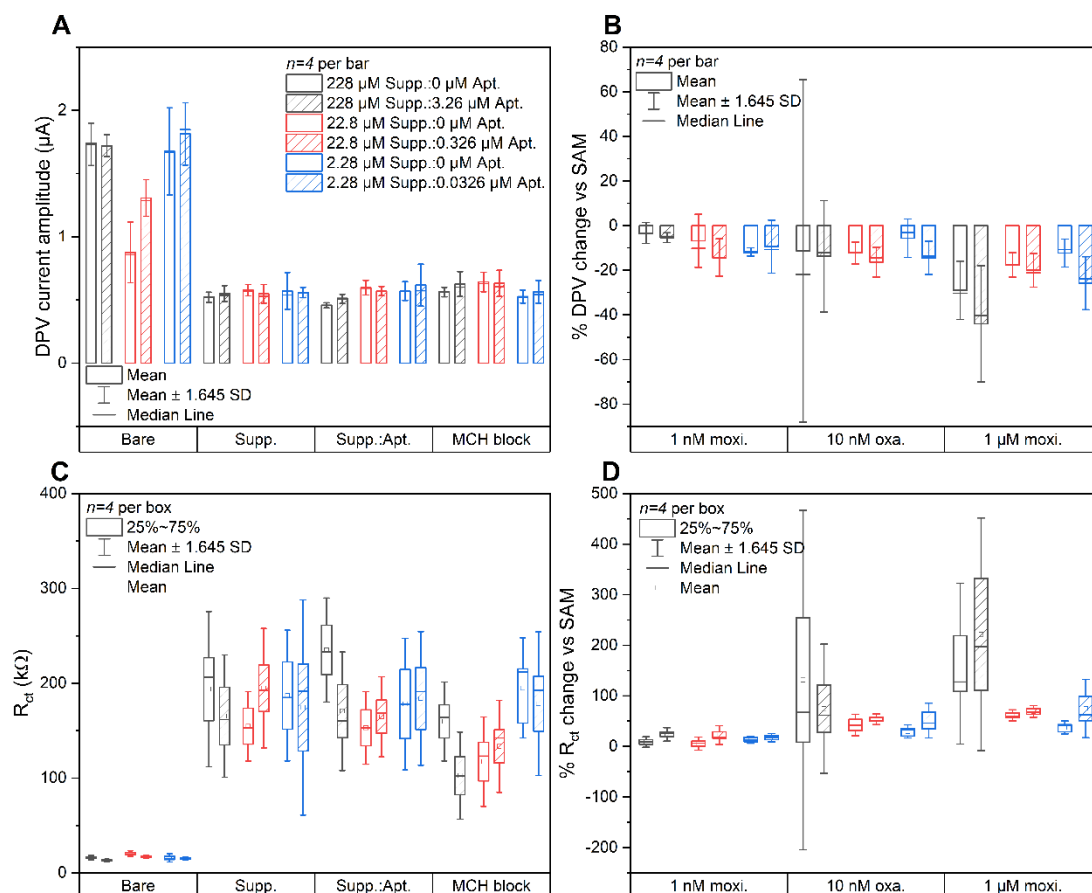 A
DPV current amplitude (µA)
2
1
0
n=4 per bar
228 µM Supp.:0 µM Apt.
228 µM Supp.:3.26 µM Apt.
22.8 µM Supp.:0 µM Apt.
22.8 µM Supp.:0.326 µM Apt.
2.28 µM Supp.:0 µM Apt.
2.28 µM Supp.:0.0326 µM Apt.
Mean
Mean ± 1.645 SD
Median Line
Bare
Supp.
Supp.:Apt.
MCH block
B
% DPV change vs SAM
80
60
40
20
0
-20
-40
-60
-80
n=4 per bar
Mean
Mean ± 1.645 SD
Median Line
1 nM moxi.
10 nM oxa.
1 µM moxi.
C
Rct (kΩ)
400
300
200
100
0
n=4 per box
25%~75%
Mean ± 1.645 SD
Median Line
Mean
Bare
Supp.
Supp.:Apt.
MCH block
D
% Rct change vs SAM
500
400
300
200
100
0
-100
-200
n=4 per box
25%~75%
Mean ± 1.645 SD
Median Line
Mean
1 nM moxi.
10 nM oxa.
1 µM moxi.